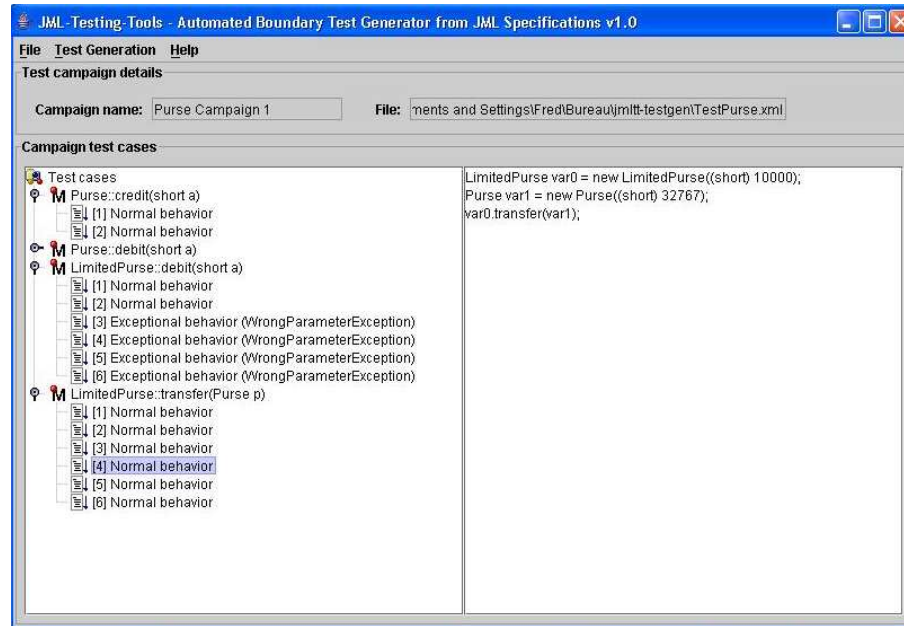 JML-Testing-Tools - Automated Boundary Test Generator from JML Specifications v1.0
File Test Generation Help
Test campaign details
Campaign name: Purse Campaign 1 File: ments and Settings\Fred\Bureau\jmltt-testgen\TestPurse.xml
Campaign test cases
Test cases
M Purse::credit(short a)
[1] Normal behavior
[2] Normal behavior
M Purse::debit(short a)
M LimitedPurse::debit(short a)
[1] Normal behavior
[2] Normal behavior
[3] Exceptional behavior (WrongParameterException)
[4] Exceptional behavior (WrongParameterException)
[5] Exceptional behavior (WrongParameterException)
[6] Exceptional behavior (WrongParameterException)
M LimitedPurse::transfer(Purse p)
[1] Normal behavior
[2] Normal behavior
[3] Normal behavior
[4] Normal behavior
[5] Normal behavior
[6] Normal behavior
LimitedPurse var0 = new LimitedPurse((short) 10000);
Purse var1 = new Purse((short) 32767);
var0.transfer(var1);